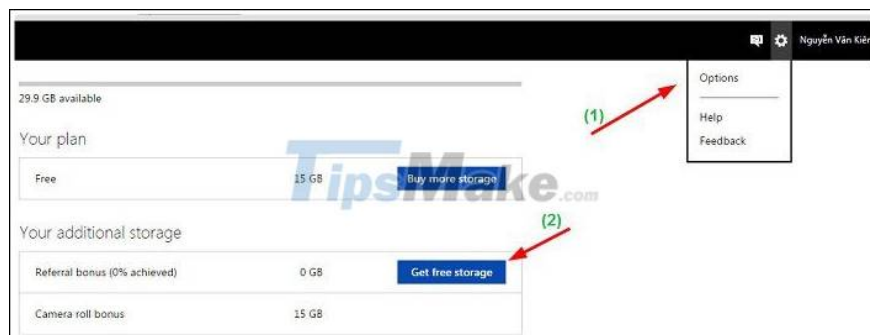 Nguyễn Văn Kiên
Options
29.9 GB available
(1)
Help
Your plan
Feedback
Free 15 GB Buy more storage
TipsMake.com
Your additional storage
(2)
Referral bonus (0% achieved) 0 GB Get free storage
Camera roll bonus 15 GB